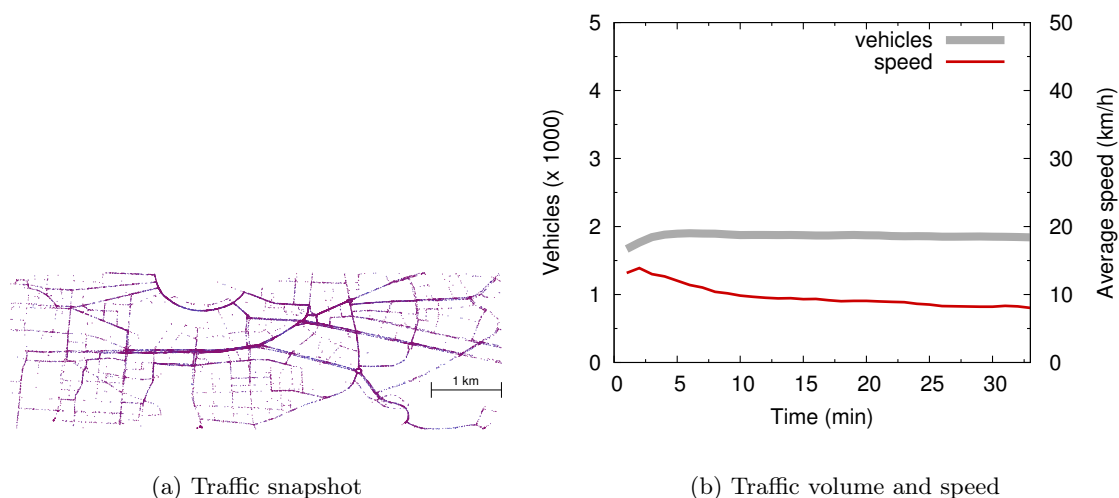 1 km
(a) Traffic snapshot
vehicles
speed
5
4
3
2
1
0
Vehicles (x 1000)
50
40
30
20
10
0
Average speed (km/h)
0 5 10 15 20 25 30
Time (min)
(b) Traffic volume and speed